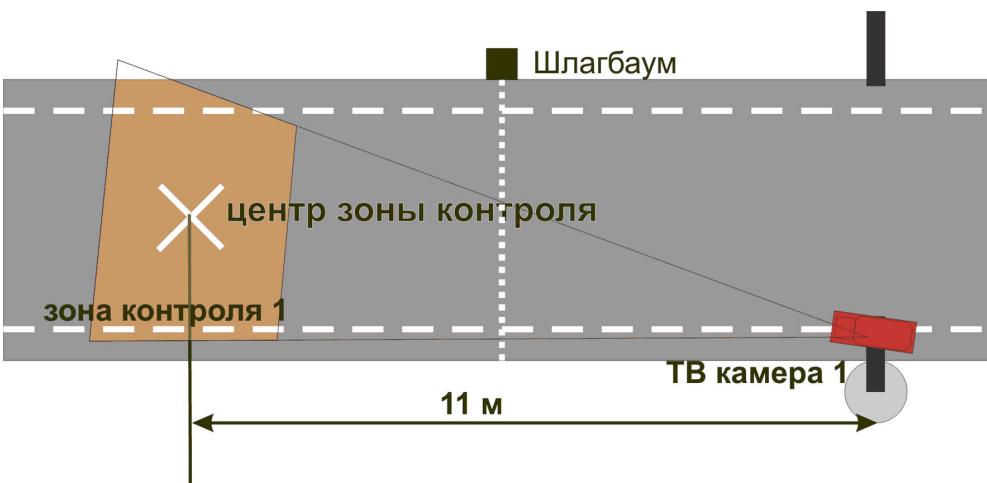 Шлагбаум
центр зоны контроля
зона контроля 1
ТВ камера 1
11 м